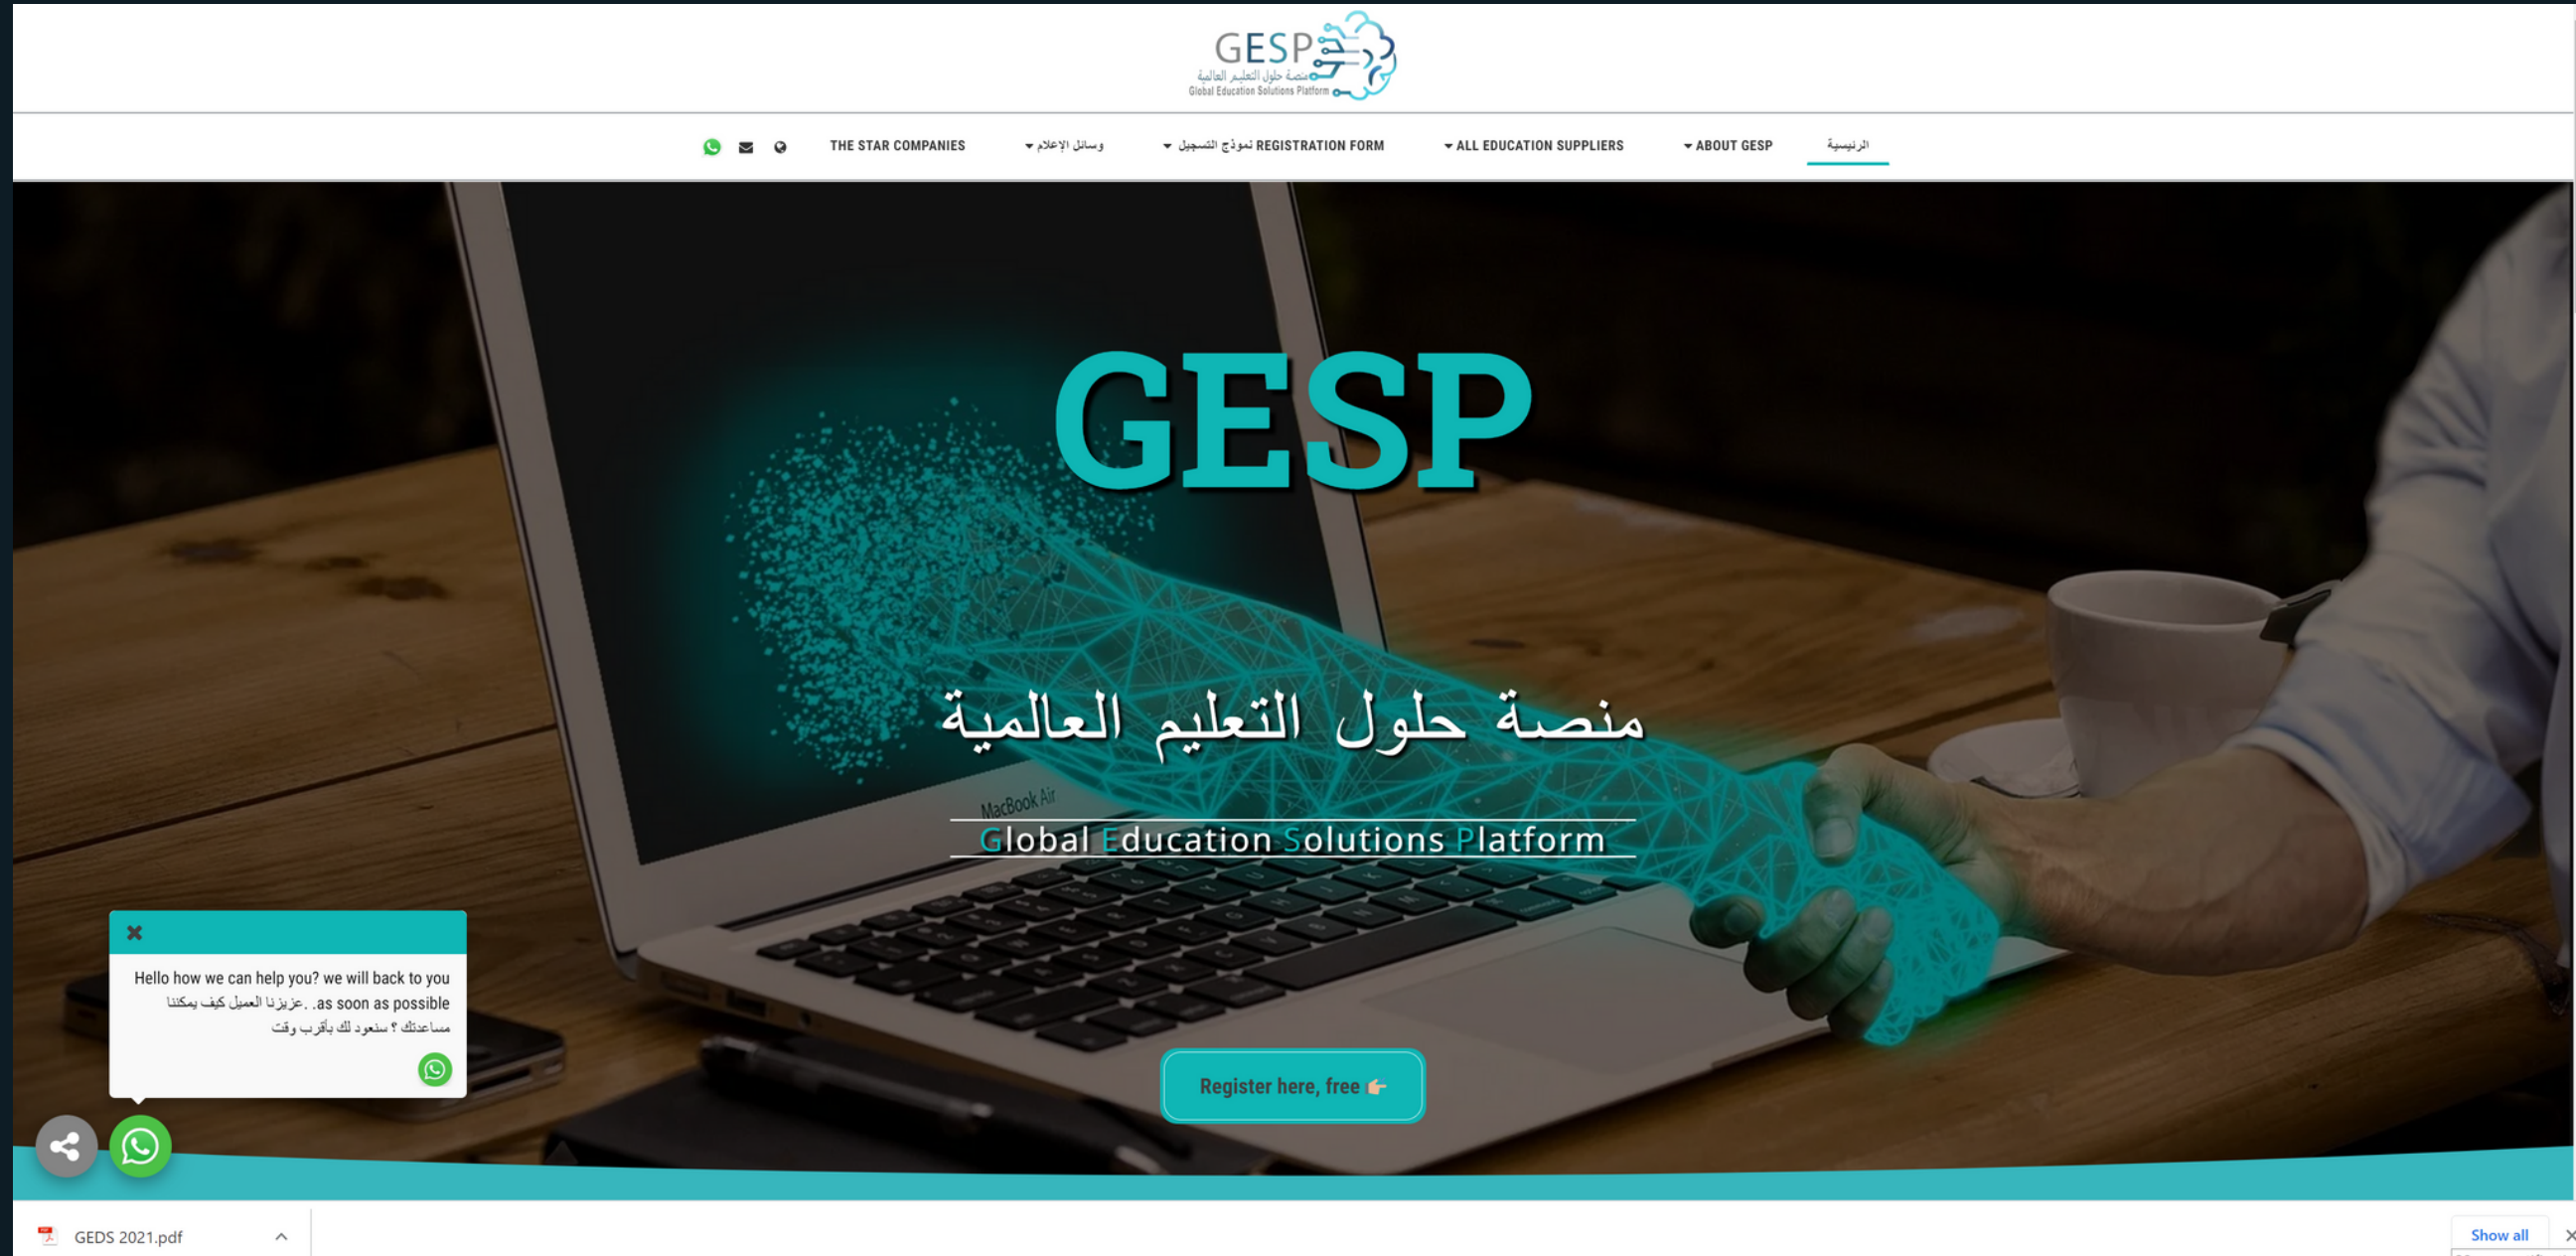 GESP
منصة حلول التعليم العالمية
Global Education Solutions Platform
الرئيسية
ABOUT GESP
ALL EDUCATION SUPPLIERS
REGISTRATION FORM نموذج التسجيل
وسائل الإعلام
THE STAR COMPANIES
GESP
منصة حلول التعليم العالمية
MacBook Air
Global Education Solutions Platform
Hello how we can help you? we will back to you
as soon as possible. .عزيزنا العميل كيف يمكننا
مساعدتك ؟ سنعود لك بأقرب وقت
Register here, free
GEDS 2021.pdf
Show all